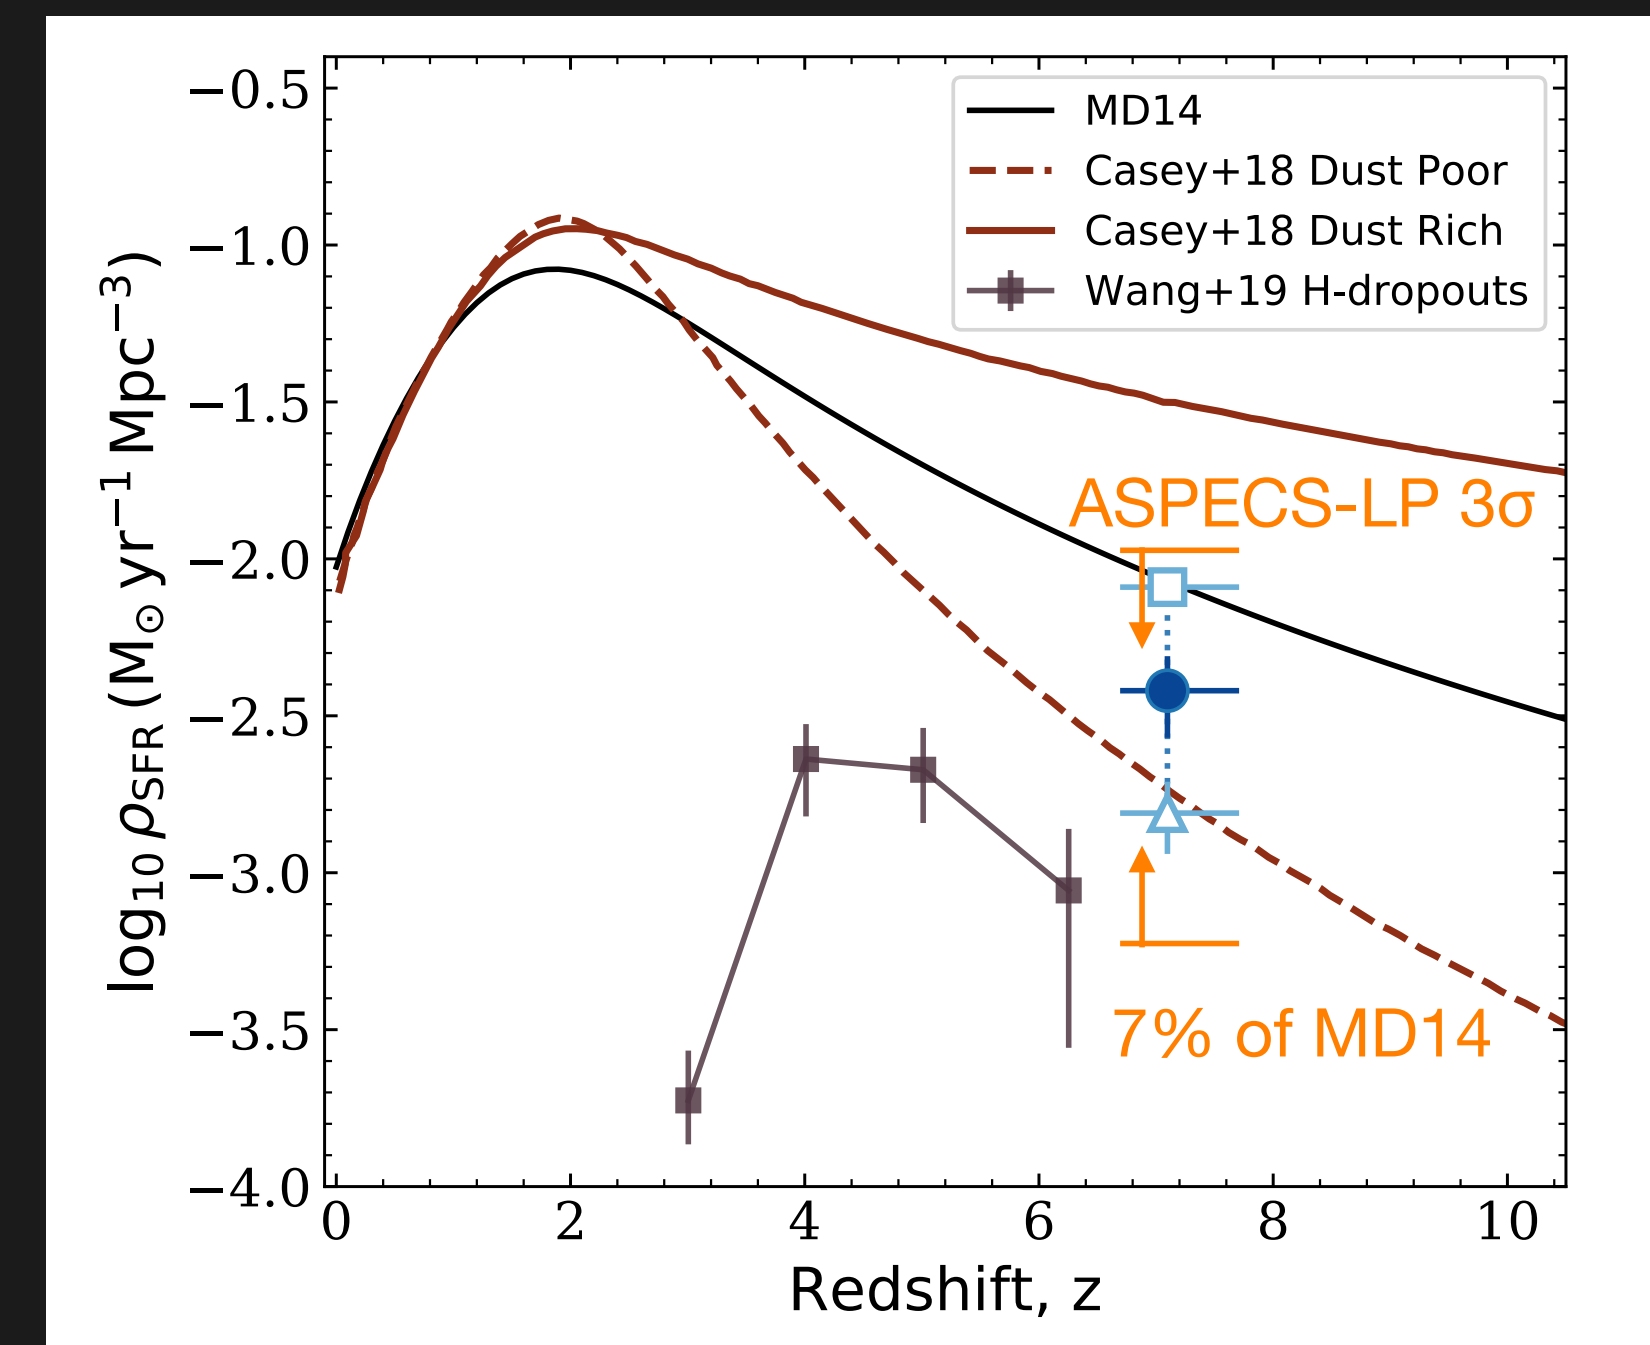 −0.5
−1.0
−1.5
−2.0
−2.5
−3.0
−3.5
−4.0
log₁₀ ρSFR (M⊙ yr⁻¹ Mpc⁻³)
MD14
Casey+18 Dust Poor
Casey+18 Dust Rich
Wang+19 H-dropouts
ASPECS-LP 3σ
7% of MD14
0 2 4 6 8 10
Redshift, z